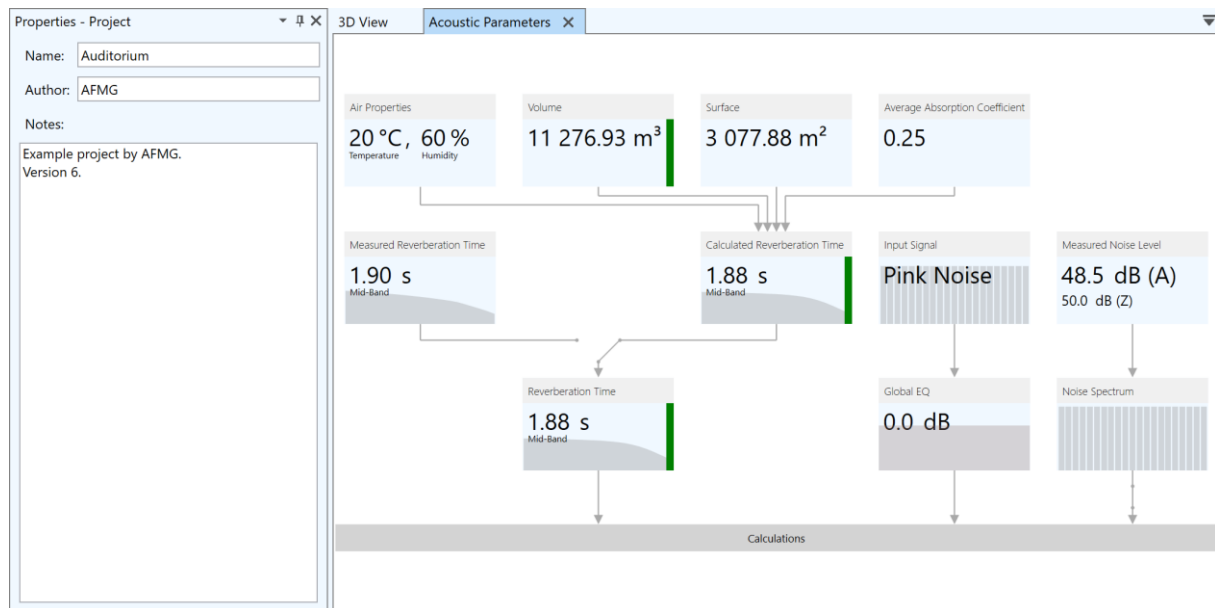 Properties - Project
Name: Auditorium
Author: AFMG
Notes:
Example project by AFMG.
Version 6.
3D View Acoustic Parameters
Air Properties
20 °C, 60 %
Temperature Humidity
Volume
11 276.93 m³
Surface
3 077.88 m²
Average Absorption Coefficient
0.25
Measured Reverberation Time
1.90 s
Mid-Band
Calculated Reverberation Time
1.88 s
Mid-Band
Input Signal
Pink Noise
Measured Noise Level
48.5 dB (A)
50.0 dB (Z)
Reverberation Time
1.88 s
Mid-Band
Global EQ
0.0 dB
Noise Spectrum
Calculations